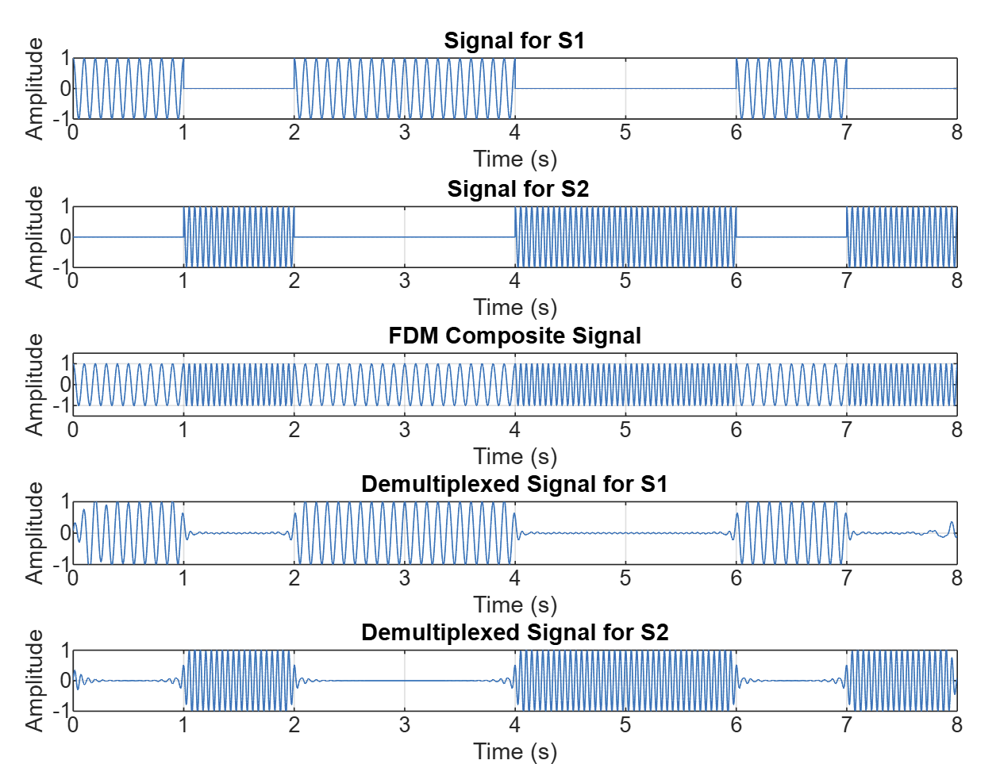 Signal for S1
Amplitude
1
0
-1
0 1 2 3 4 5 6 7 8
Time (s)
Signal for S2
Amplitude
1
0
-1
0 1 2 3 4 5 6 7 8
Time (s)
FDM Composite Signal
Amplitude
1
0
-1
0 1 2 3 4 5 6 7 8
Time (s)
Demultiplexed Signal for S1
Amplitude
1
0
-1
0 1 2 3 4 5 6 7 8
Time (s)
Demultiplexed Signal for S2
Amplitude
1
0
-1
0 1 2 3 4 5 6 7 8
Time (s)